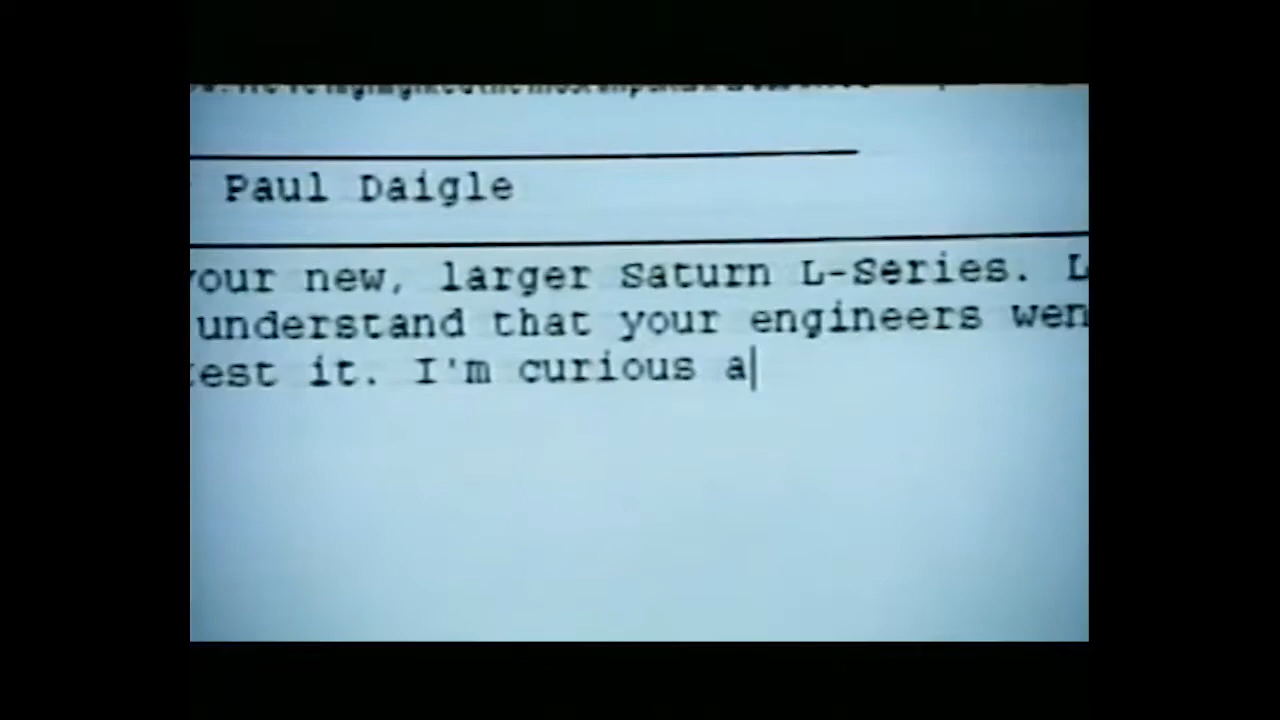 Paul Daigle
your new, larger Saturn L-Series. L
understand that your engineers wen
test it. I'm curious a